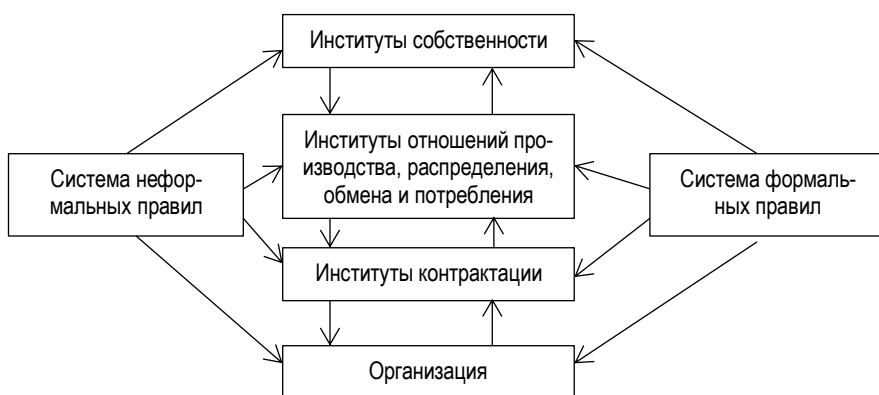 Институты собственности
Институты отношений про-
изводства, распределения,
обмена и потребления
Система нефор-
мальных правил
Система формаль-
ных правил
Институты контрактации
Организация